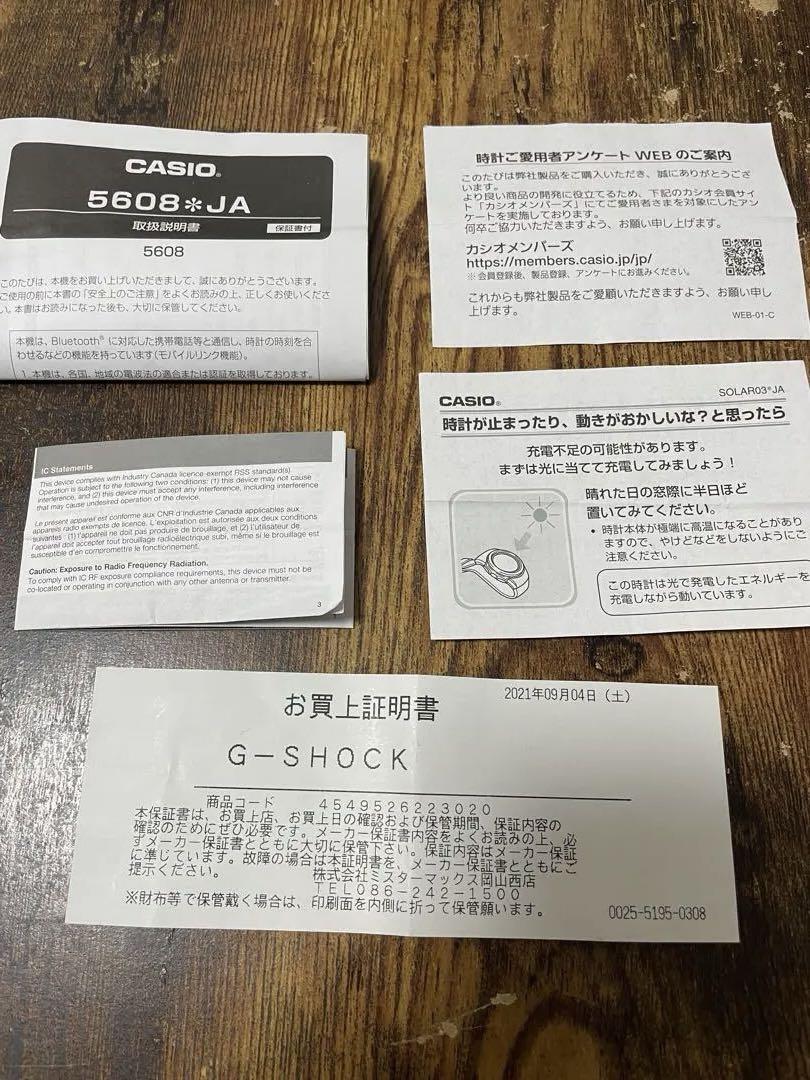 CASIO®
5608＊JA
取扱説明書
保証書付
5608
このたびは、本機をお買い上げいただきまして、誠にありがとうございます。
ご使用の前に本書の「安全上のご注意」をよくお読みの上、正しくお使いくださ
い。本書はお読みになった後も、大切に保管してください。
本機は、Bluetooth® に対応した携帯電話等と通信し、時計の時刻を合
わせるなどの機能を持っています（モバイルリンク機能）。
1. 本機は、各国、地域の電波法の適合または認証を取得しております。
時計ご愛用者アンケート WEB のご案内
このたびは弊社製品をご購入いただき、誠にありがとうござ
います。
より良い商品の開発に役立てるため、下記のカシオ会員サイ
ト「カシオメンバーズ」にてご愛用者さまを対象にしたアン
ケートを実施しております。
何卒ご協力いただきますよう、お願い申し上げます。
カシオメンバーズ
https://members.casio.jp/jp/
※ 会員登録後、製品登録、アンケートにお進みください。
これからも弊社製品をご愛顧いただきますよう、お願い申し
上げます。
WEB-01-C
IC Statements
This device complies with Industry Canada licence-exempt RSS standard(s).
Operation is subject to the following two conditions: (1) this device may not cause
interference, and (2) this device must accept any interference, including interference
that may cause undesired operation of the device.
Le présent appareil est conforme aux CNR d'Industrie Canada applicables aux
appareils radio exempts de licence. L'exploitation est autorisée aux deux conditions
suivantes : (1) l'appareil ne doit pas produire de brouillage, et (2) l'utilisateur de
l'appareil doit accepter tout brouillage radioélectrique subi, même si le brouillage est
susceptible d'en compromettre le fonctionnement.
Caution: Exposure to Radio Frequency Radiation.
To comply with IC RF exposure compliance requirements, this device must not be
co-located or operating in conjunction with any other antenna or transmitter.
3
CASIO®
SOLAR03＊JA
時計が止まったり、動きがおかしいな？と思ったら
充電不足の可能性があります。
まずは光に当てて充電してみましょう！
晴れた日の窓際に半日ほど
置いてみてください。
• 時計本体が極端に高温になることがあり
ますので、やけどなどをしないようにご
注意ください。
この時計は光で発電したエネルギーを
充電しながら動いています。
お買上証明書
2021年09月04日（土）
G－SHOCK
商品コード 4549526223020
本保証書は、お買上店、お買上日の確認および保管期間、保証内容の
確認のためにぜひ必要です。メーカー保証書内容をよくお読みの上、必
ずメーカー保証書とともに大切に保管下さい。保証内容はメーカー保証
に準じています。故障の場合は本証明書を、メーカー保証書とともにご
提示ください。
株式会社ミスターマックス岡山西店
TEL086－242－1500
※財布等で保管戴く場合は、印刷面を内側に折って保管願います。
0025-5195-0308